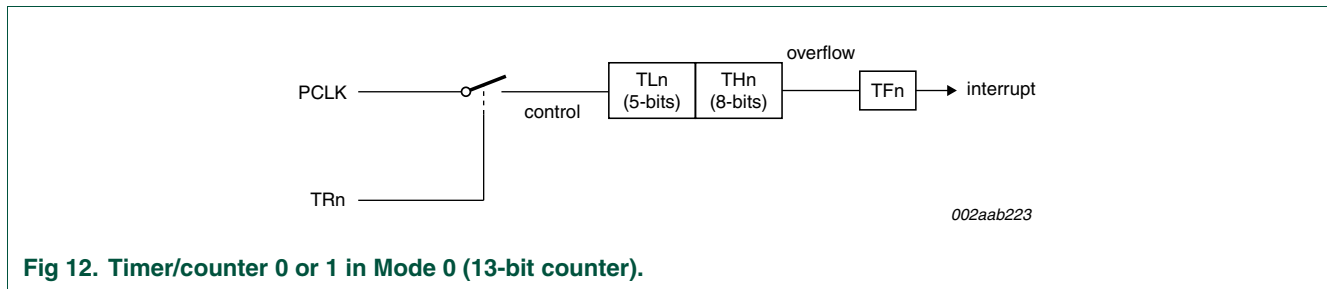 overflow
PCLK
TLn
(5-bits)
THn
(8-bits)
TFn
interrupt
control
TRn
002aab223
Fig 12. Timer/counter 0 or 1 in Mode 0 (13-bit counter).